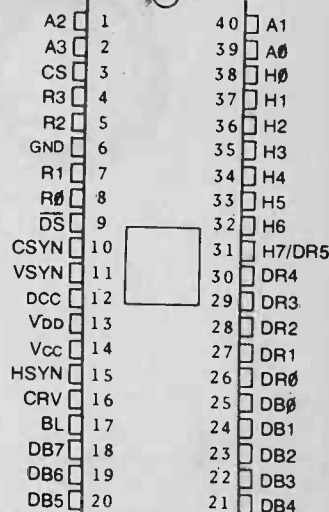 A2 1 40 A1
A3 2 39 AØ
CS 3 38 HØ
R3 4 37 H1
R2 5 36 H2
GND 6 35 H3
R1 7 34 H4
RØ 8 33 H5
D̅S̅ 9 32 H6
CSYN 10 31 H7/DR5
VSYN 11 30 DR4
DCC 12 29 DR3
VDD 13 28 DR2
VCC 14 27 DR1
HSYN 15 26 DRØ
CRV 16 25 DBØ
BL 17 24 DB1
DB7 18 23 DB2
DB6 19 22 DB3
DB5 20 21 DB4